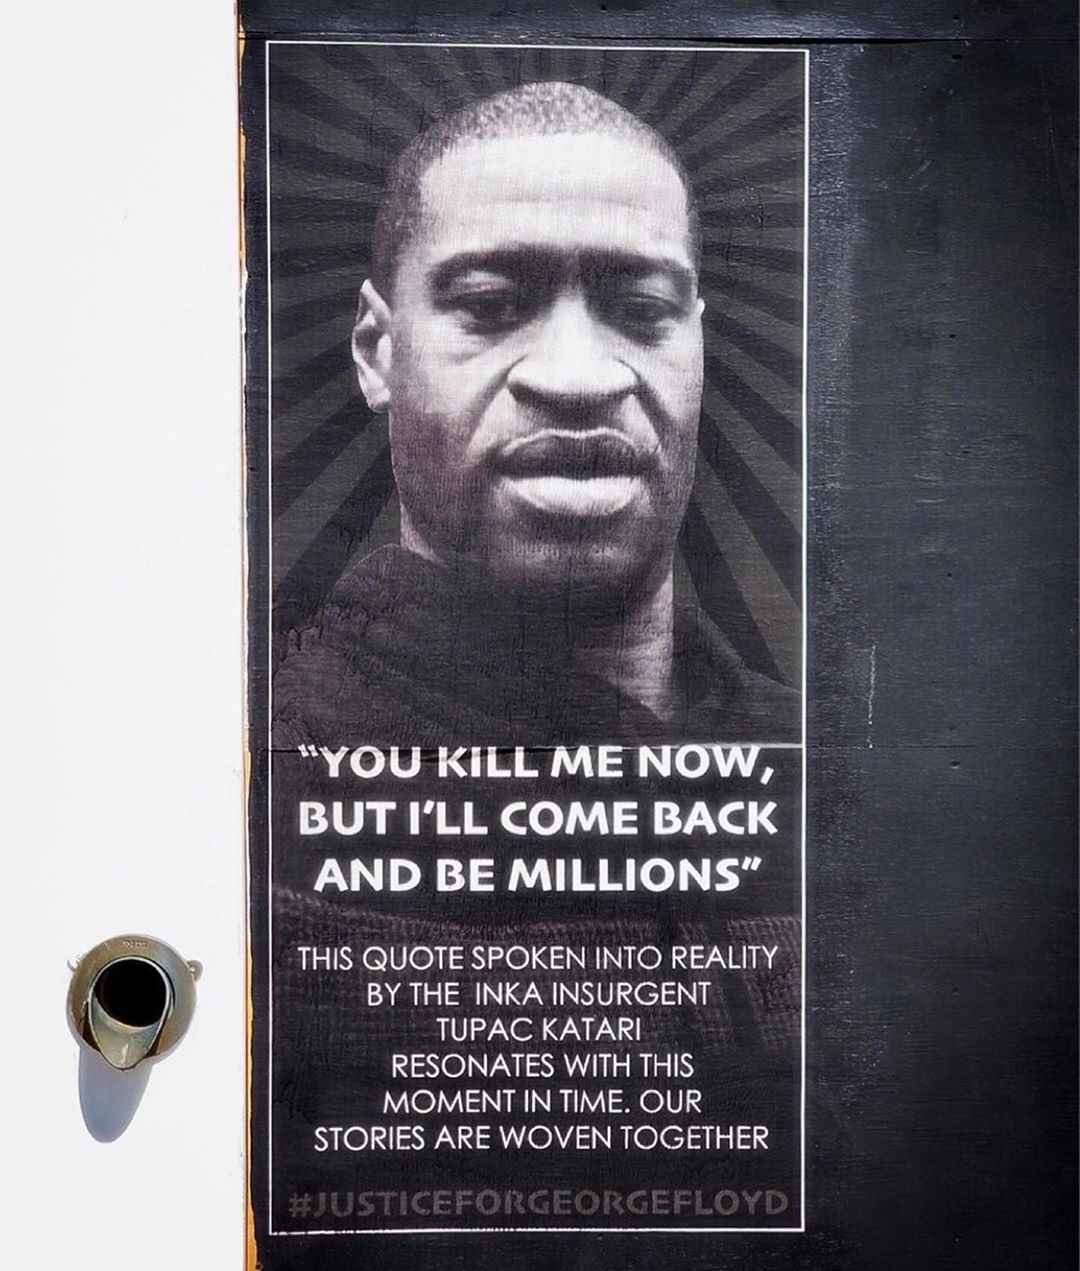 "YOU KILL ME NOW,
BUT I'LL COME BACK
AND BE MILLIONS"
THIS QUOTE SPOKEN INTO REALITY
BY THE INKA INSURGENT
TUPAC KATARI
RESONATES WITH THIS
MOMENT IN TIME. OUR
STORIES ARE WOVEN TOGETHER
#JUSTICEFORGEORGEFLOYD